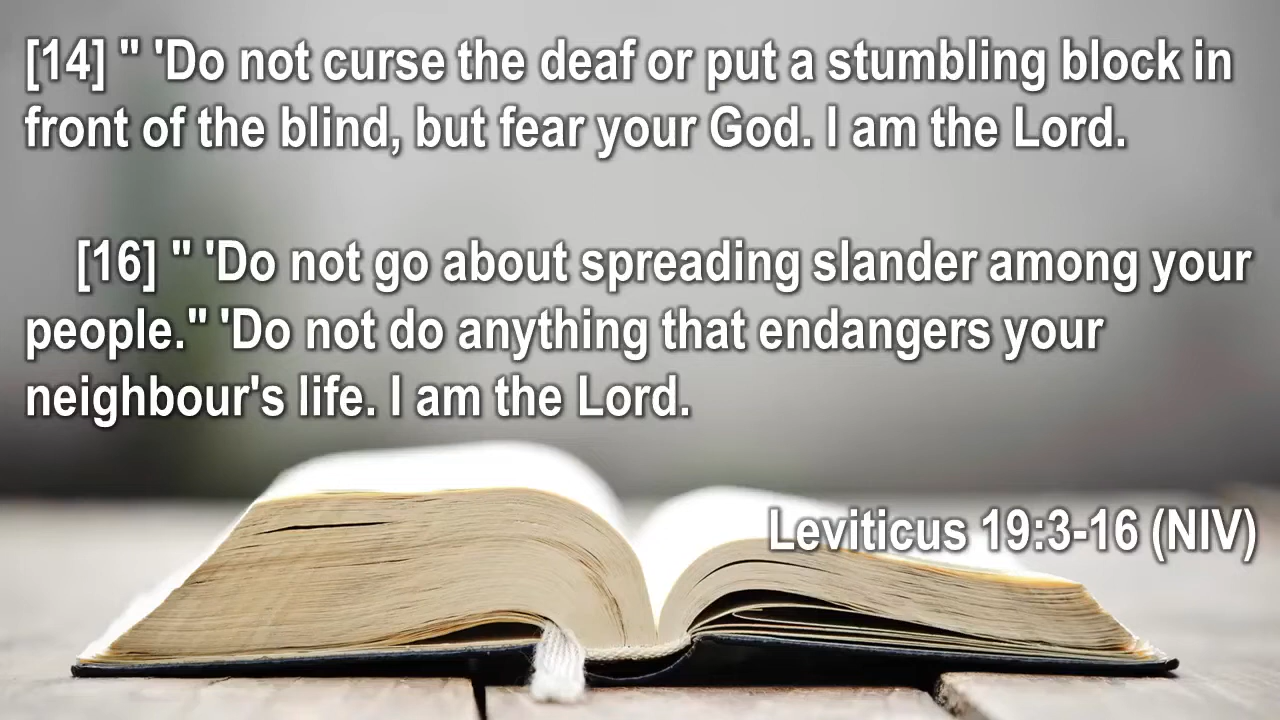 [14] " 'Do not curse the deaf or put a stumbling block in
front of the blind, but fear your God. I am the Lord.
[16] " 'Do not go about spreading slander among your
people." 'Do not do anything that endangers your
neighbour's life. I am the Lord.
Leviticus 19:3-16 (NIV)